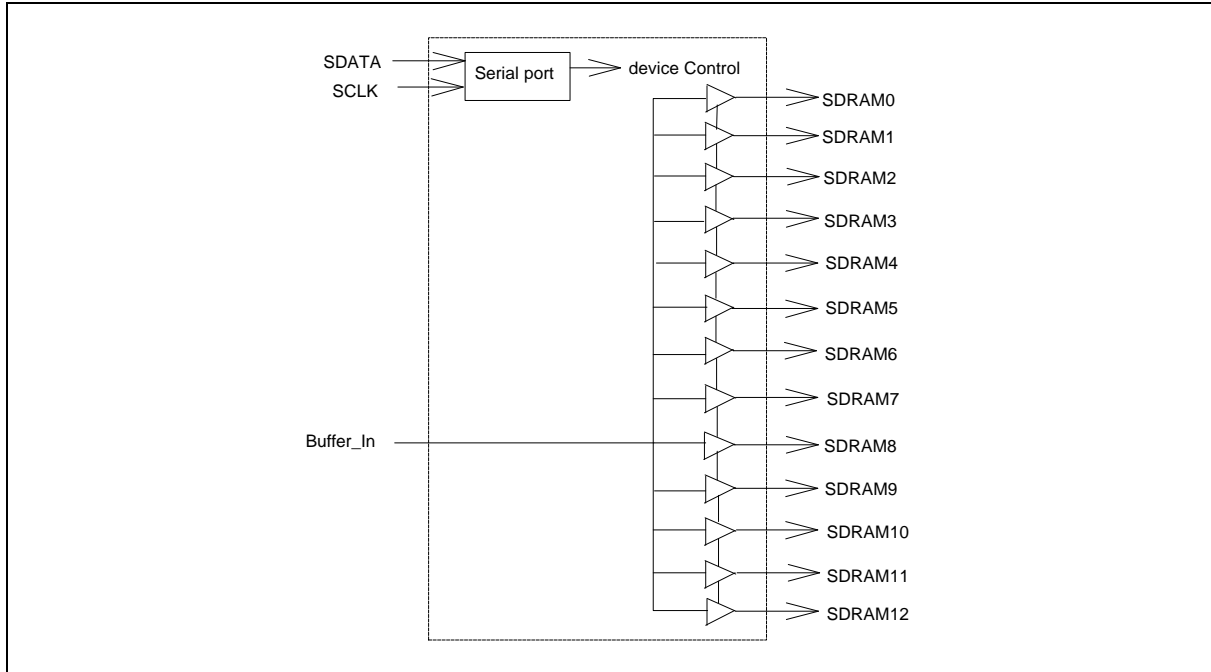 SDATA
SCLK
Serial port
device Control
SDRAM0
SDRAM1
SDRAM2
SDRAM3
SDRAM4
SDRAM5
SDRAM6
SDRAM7
Buffer_In
SDRAM8
SDRAM9
SDRAM10
SDRAM11
SDRAM12